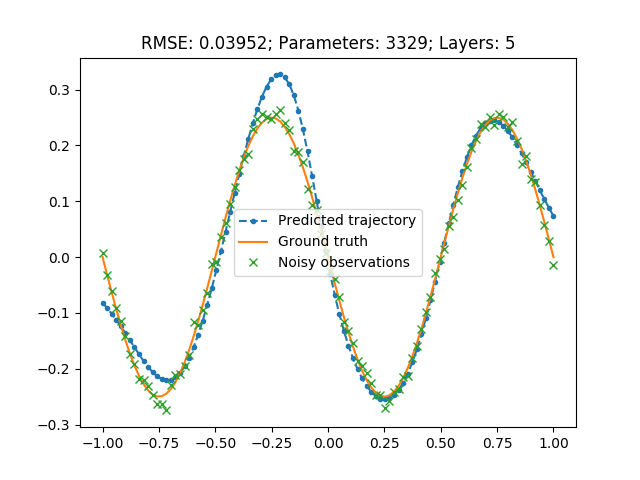 RMSE: 0.03952; Parameters: 3329; Layers: 5
0.3
0.2
0.1
0.0
−0.1
−0.2
−0.3
Predicted trajectory
Ground truth
Noisy observations
−1.00 −0.75 −0.50 −0.25 0.00 0.25 0.50 0.75 1.00